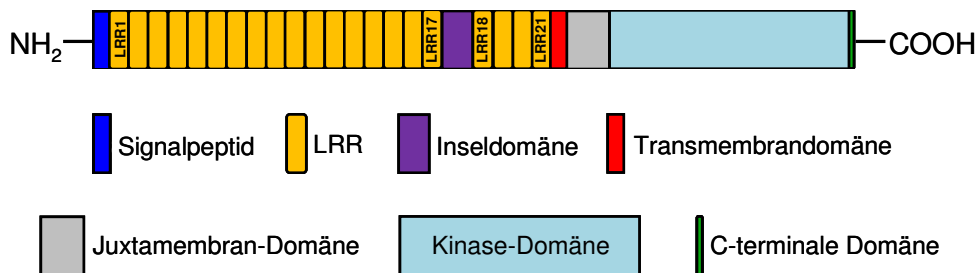 NH₂ LRR1 LRR17 LRR18 LRR21 COOH
Signalpeptid LRR Inseldomäne Transmembrandomäne
Juxtamembran-Domäne Kinase-Domäne C-terminale Domäne